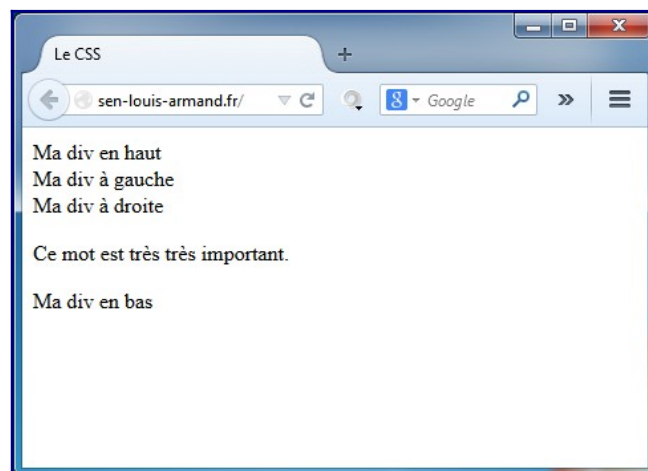 Le CSS
sen-louis-armand.fr/
8 Google
Ma div en haut
Ma div à gauche
Ma div à droite
Ce mot est très très important.
Ma div en bas